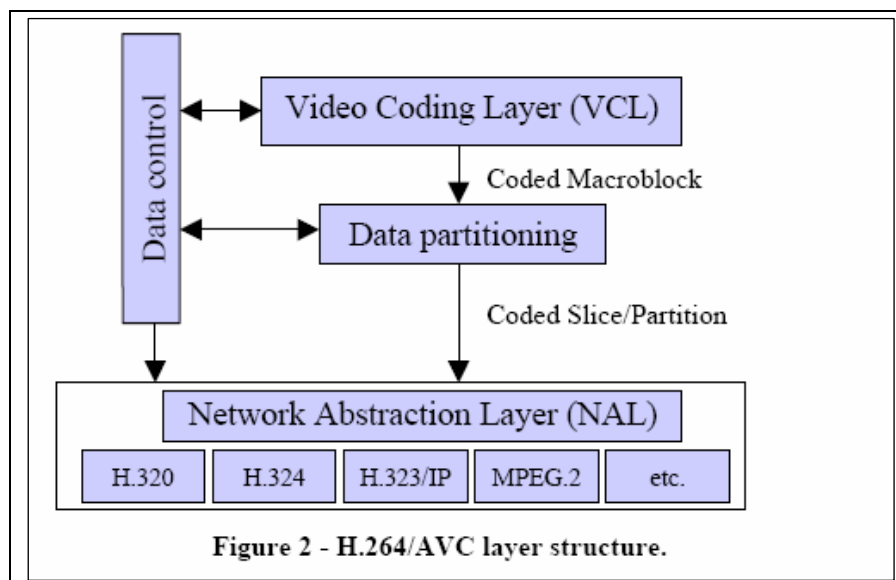 Data control
Video Coding Layer (VCL)
Coded Macroblock
Data partitioning
Coded Slice/Partition
Network Abstraction Layer (NAL)
H.320
H.324
H.323/IP
MPEG.2
etc.
Figure 2 - H.264/AVC layer structure.